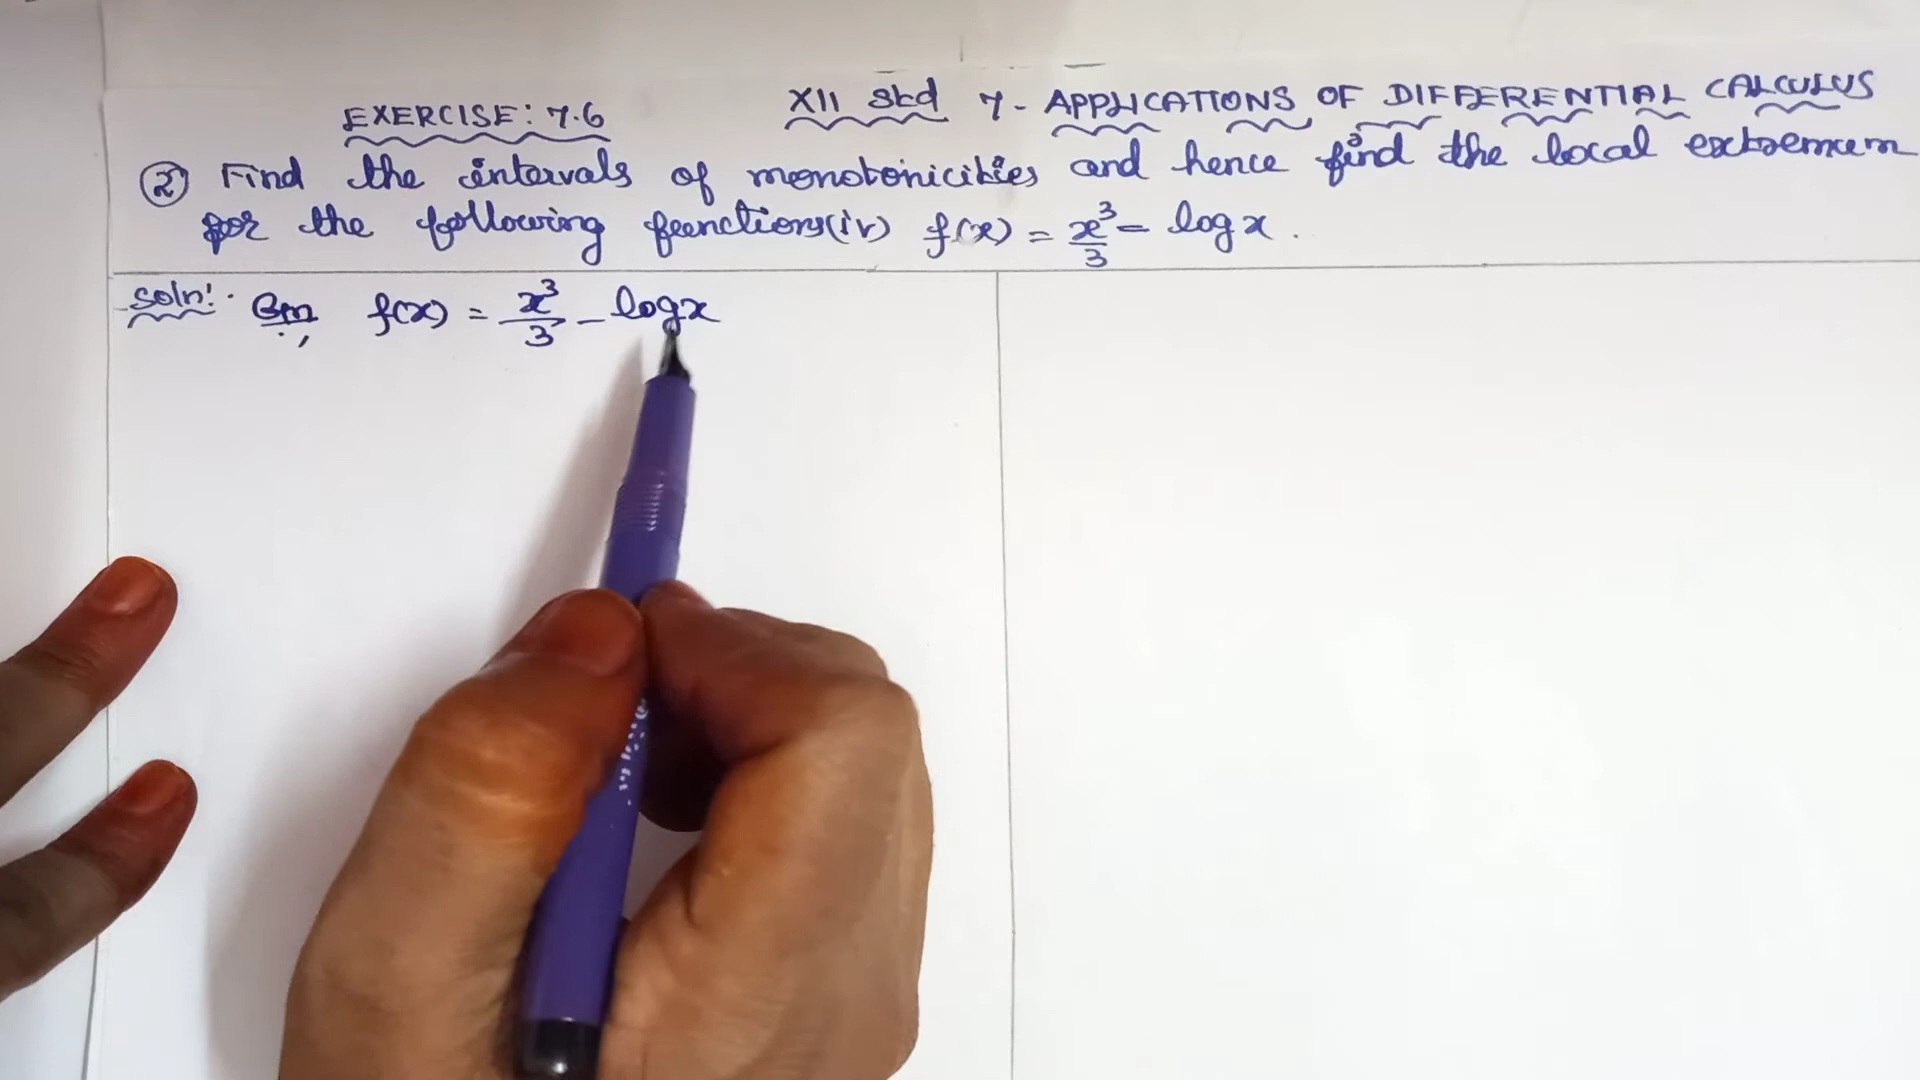 EXERCISE: 7.6 XII Std 7- APPLICATIONS OF DIFFERENTIAL CALCULUS
② Find the intervals of monotonicities and hence find the local extremum
for the following functions(iv) f(x) = x³/3 - log x .
Soln: Gn f(x) = x³/3 - log x